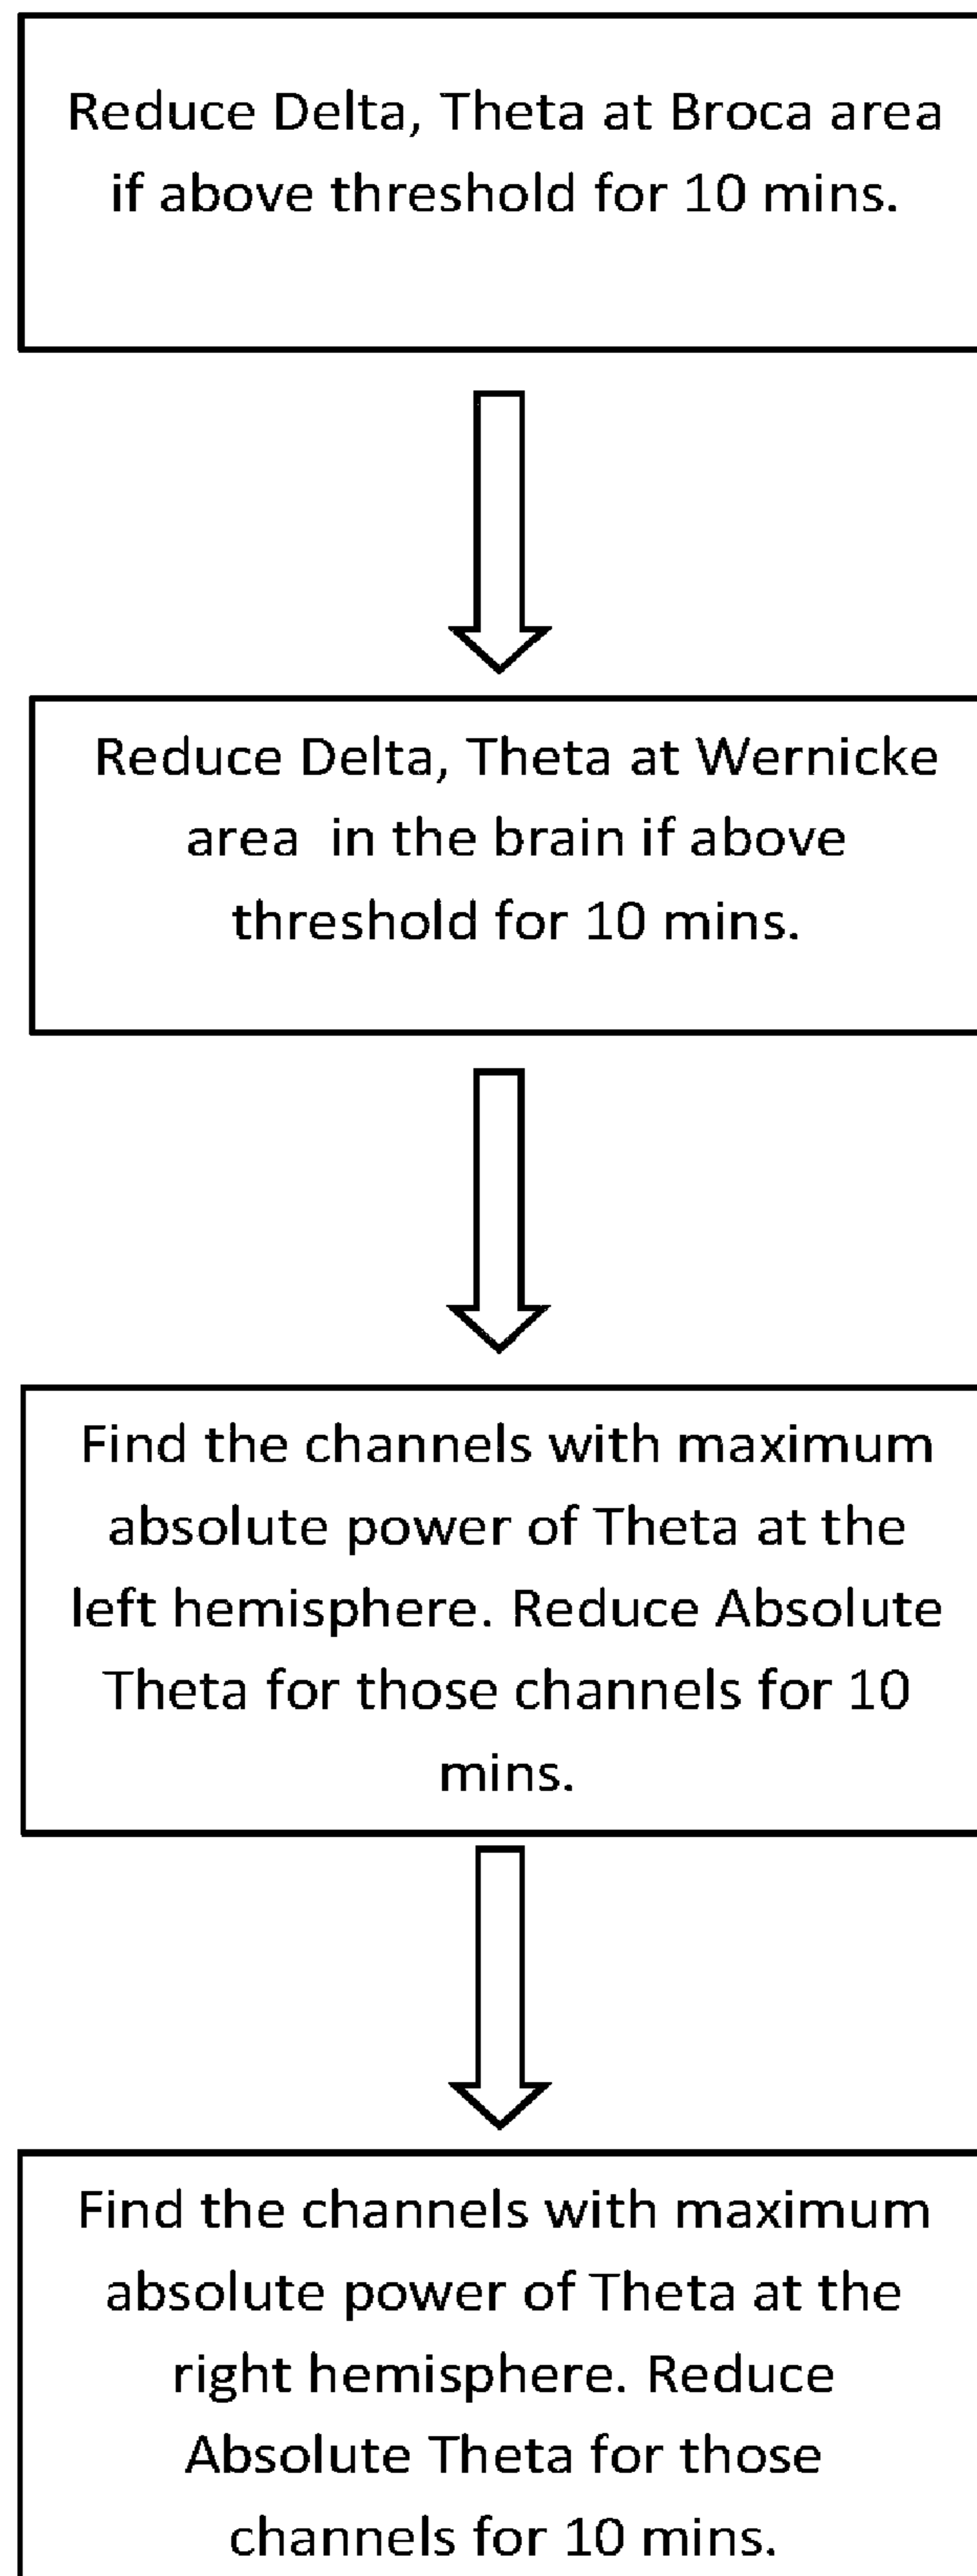 Reduce Delta, Theta at Broca area
if above threshold for 10 mins.
Reduce Delta, Theta at Wernicke
area  in the brain if above
threshold for 10 mins.
Find the channels with maximum
absolute power of Theta at the
left hemisphere. Reduce Absolute
Theta for those channels for 10
mins.
Find the channels with maximum
absolute power of Theta at the
right hemisphere. Reduce
Absolute Theta for those
channels for 10 mins.